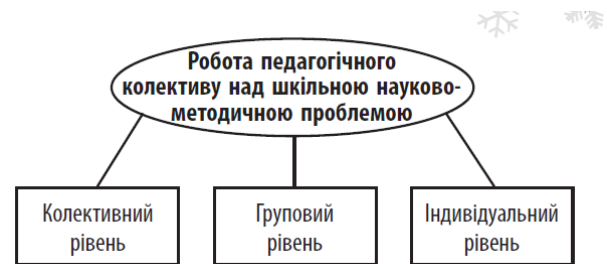 Робота педагогічного
колективу над шкільною науково-
методичною проблемою
Колективний
рівень
Груповий
рівень
Індивідуальний
рівень